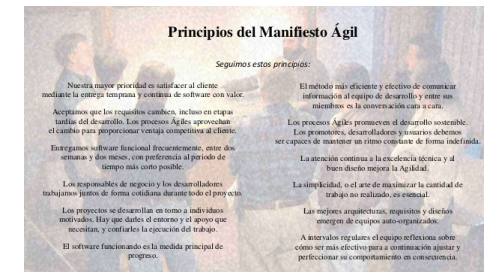 Principios del Manifiesto Ágil
Seguimos estos principios:
Nuestra mayor prioridad es satisfacer al cliente
mediante la entrega temprana y continua de software con valor.
Aceptamos que los requisitos cambien, incluso en etapas
tardías del desarrollo. Los procesos Ágiles aprovechan
el cambio para proporcionar ventaja competitiva al cliente.
Entregamos software funcional frecuentemente, entre dos
semanas y dos meses, con preferencia al periodo de
tiempo más corto posible.
Los responsables de negocio y los desarrolladores
trabajamos juntos de forma cotidiana durante todo el proyecto.
Los proyectos se desarrollan en torno a individuos
motivados. Hay que darles el entorno y el apoyo que
necesitan, y confiarles la ejecución del trabajo.
El software funcionando es la medida principal de
progreso.
El método más eficiente y efectivo de comunicar
información al equipo de desarrollo y entre sus
miembros es la conversación cara a cara.
Los procesos Ágiles promueven el desarrollo sostenible.
Los promotores, desarrolladores y usuarios debemos
ser capaces de mantener un ritmo constante de forma indefinida.
La atención continua a la excelencia técnica y al
buen diseño mejora la Agilidad.
La simplicidad, o el arte de maximizar la cantidad de
trabajo no realizado, es esencial.
Las mejores arquitecturas, requisitos y diseños
emergen de equipos auto-organizados.
A intervalos regulares el equipo reflexiona sobre
cómo ser más efectivo para a continuación ajustar y
perfeccionar su comportamiento en consecuencia.